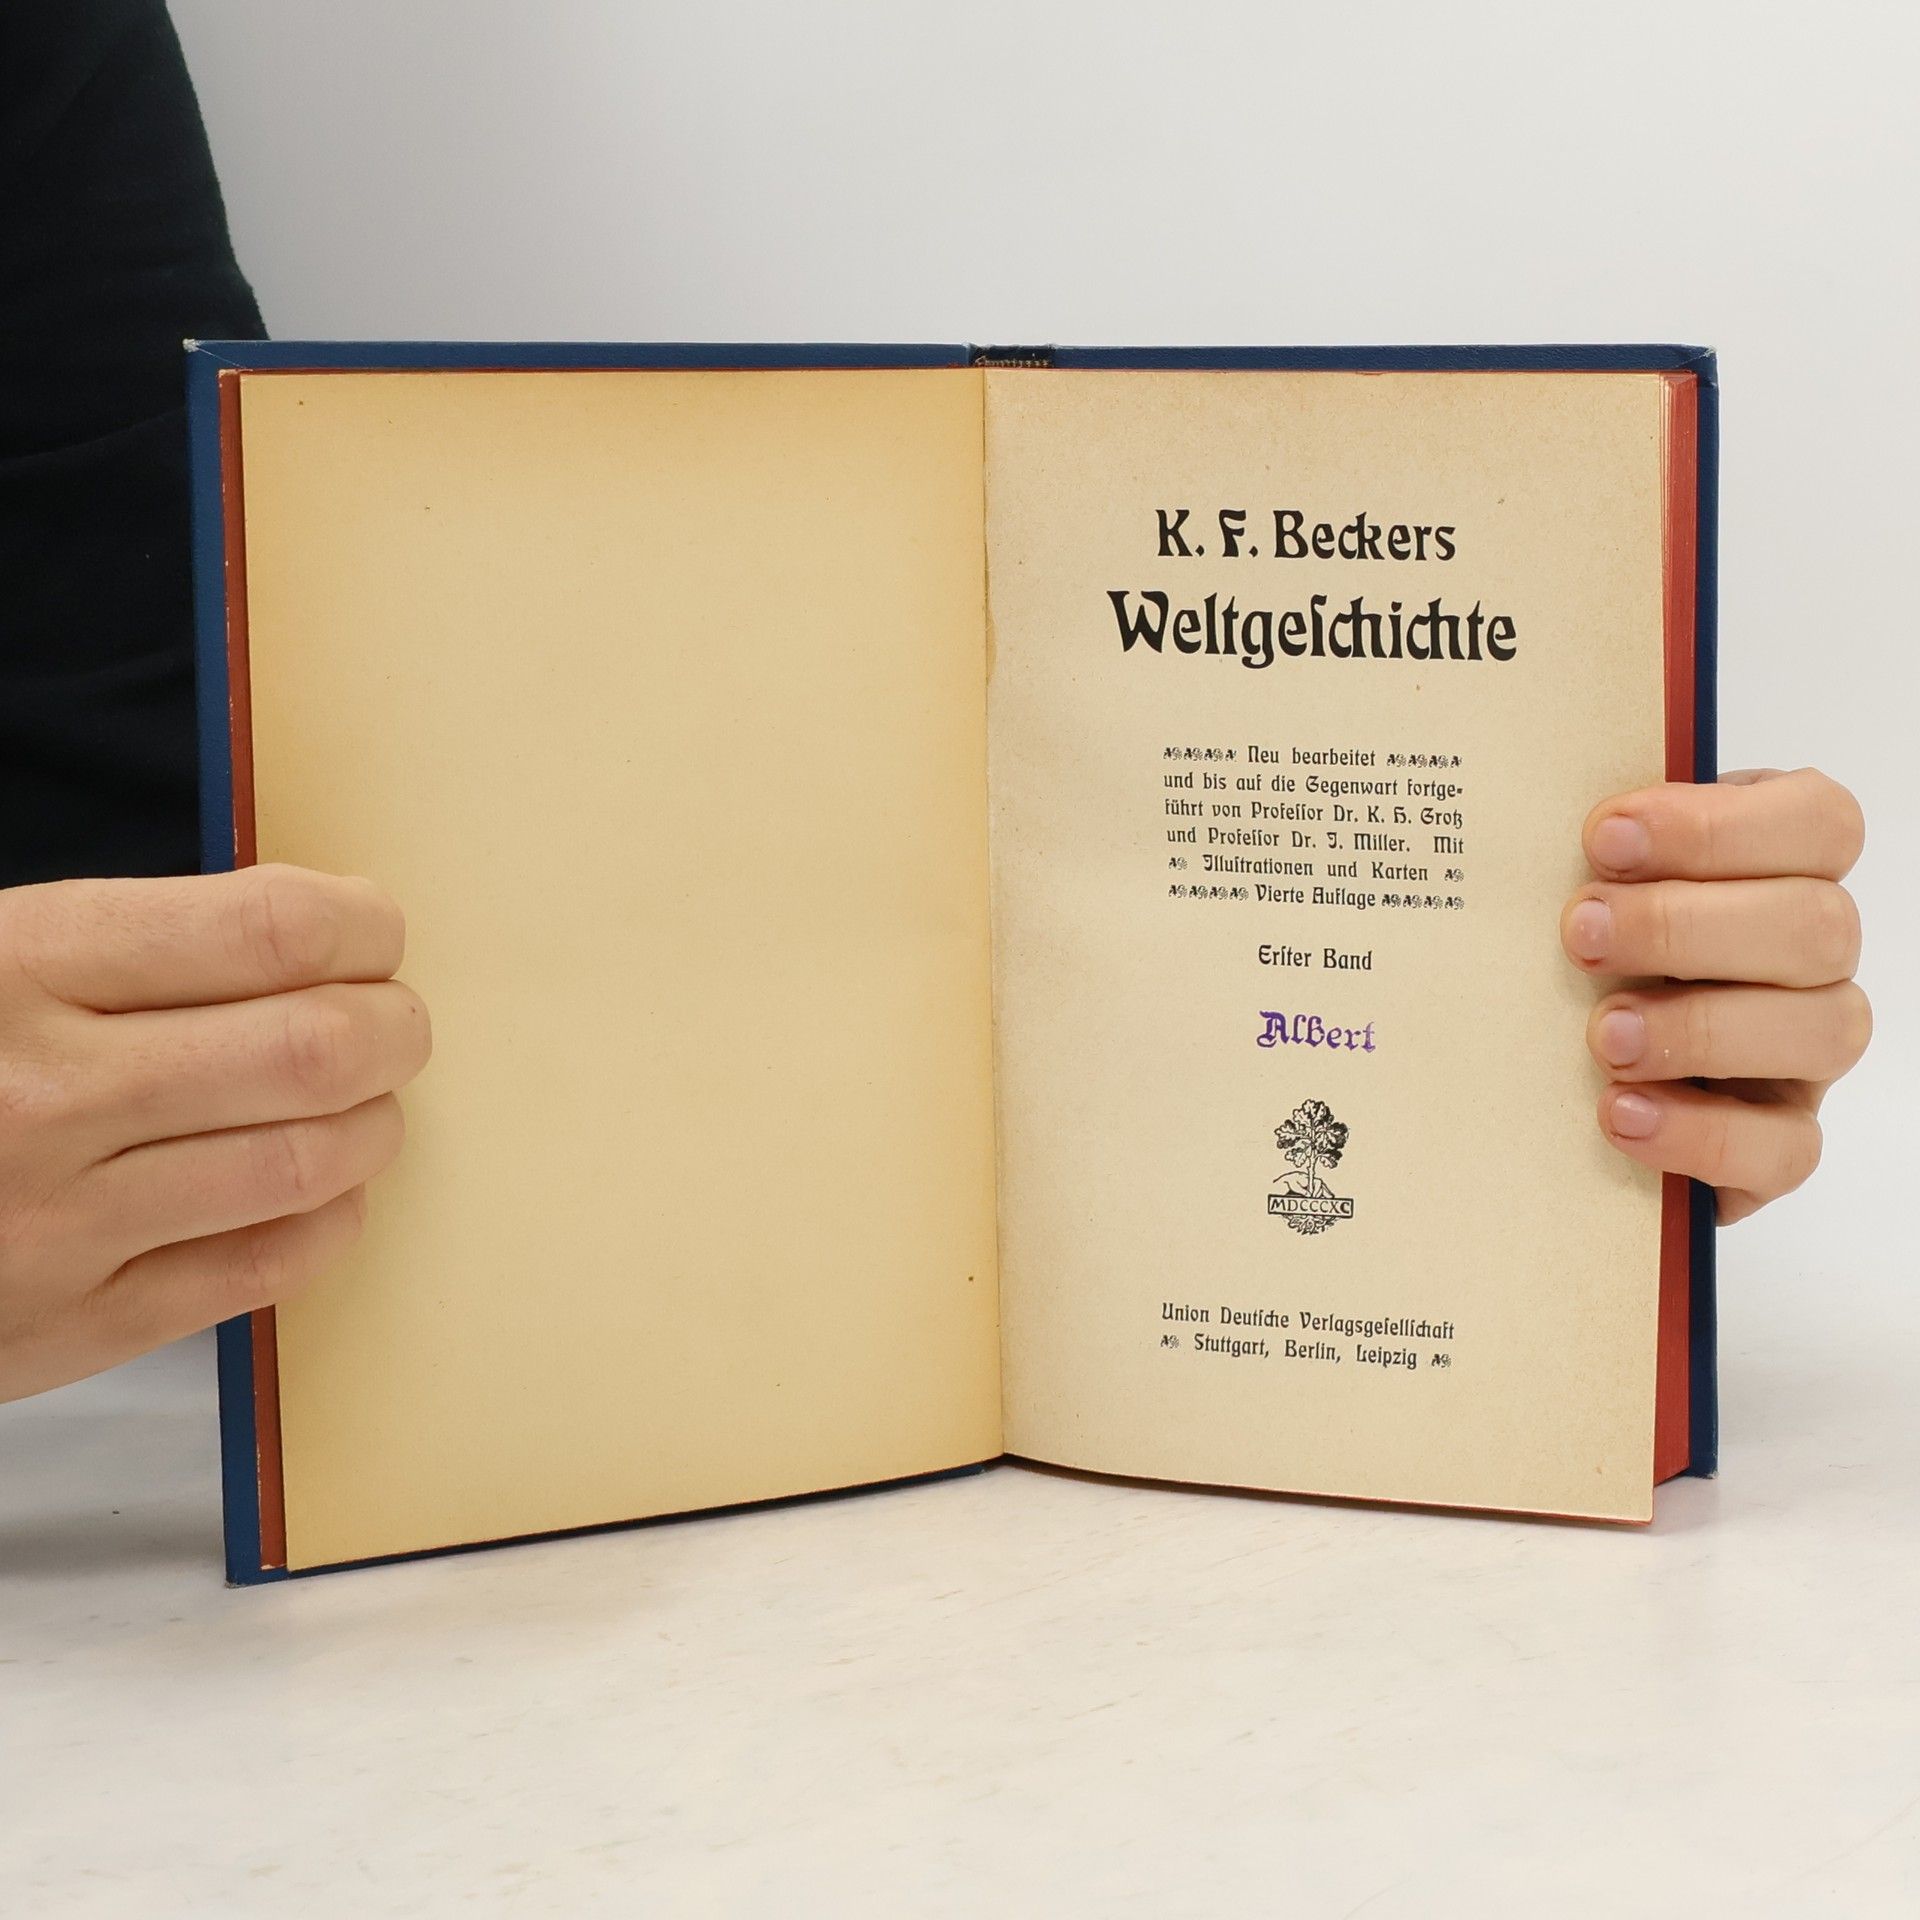 K. F. Beckers
Weltgeſchichte
Neu bearbeitet
und bis auf die Gegenwart fortge-
führt von Profeſſor Dr. K. H. Grotz
und Profeſſor Dr. J. Miller. Mit
Illuſtrationen und Karten
Vierte Auflage
Erſter Band
Albert
MDCCCXC
Union Deutſche Verlagsgeſellſchaft
Stuttgart, Berlin, Leipzig